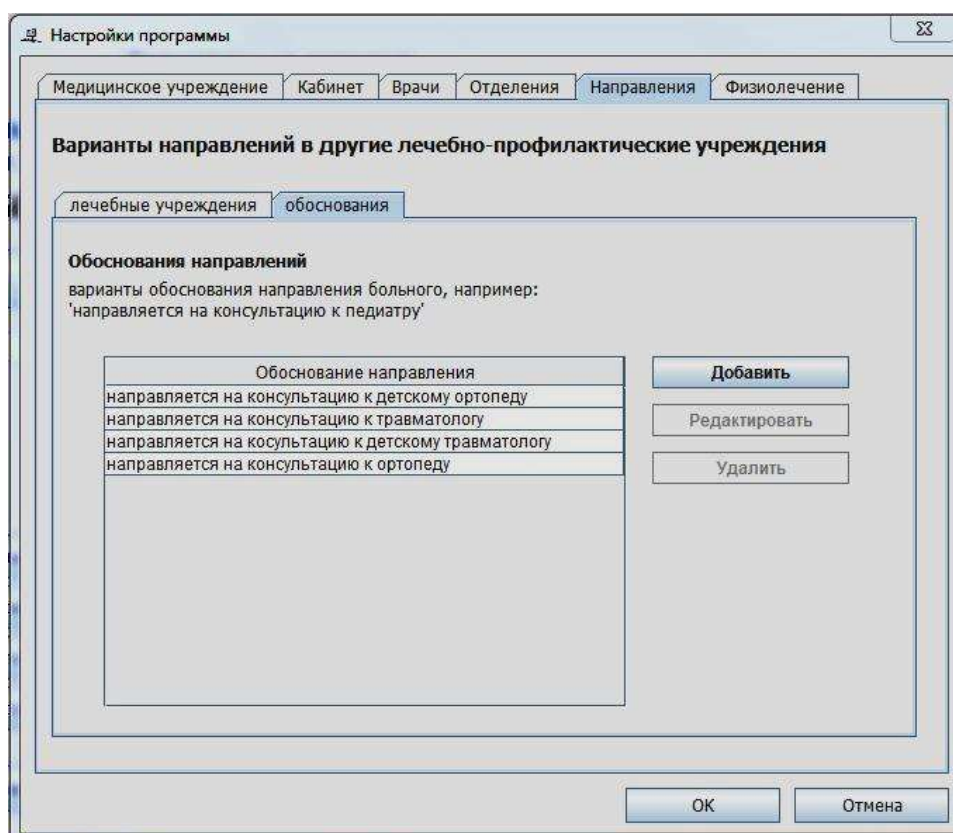 Настройки программы
Медицинское учреждение Кабинет Врачи Отделения Направления Физиолечение
Варианты направлений в другие лечебно-профилактические учреждения
лечебные учреждения обоснования
Обоснования направлений
варианты обоснования направления больного, например:
'направляется на консультацию к педиатру'
Обоснование направления
направляется на консультацию к детскому ортопеду
направляется на консультацию к травматологу
направляется на косультацию к детскому травматологу
направляется на консультацию к ортопеду
Добавить
Редактировать
Удалить
OK Отмена